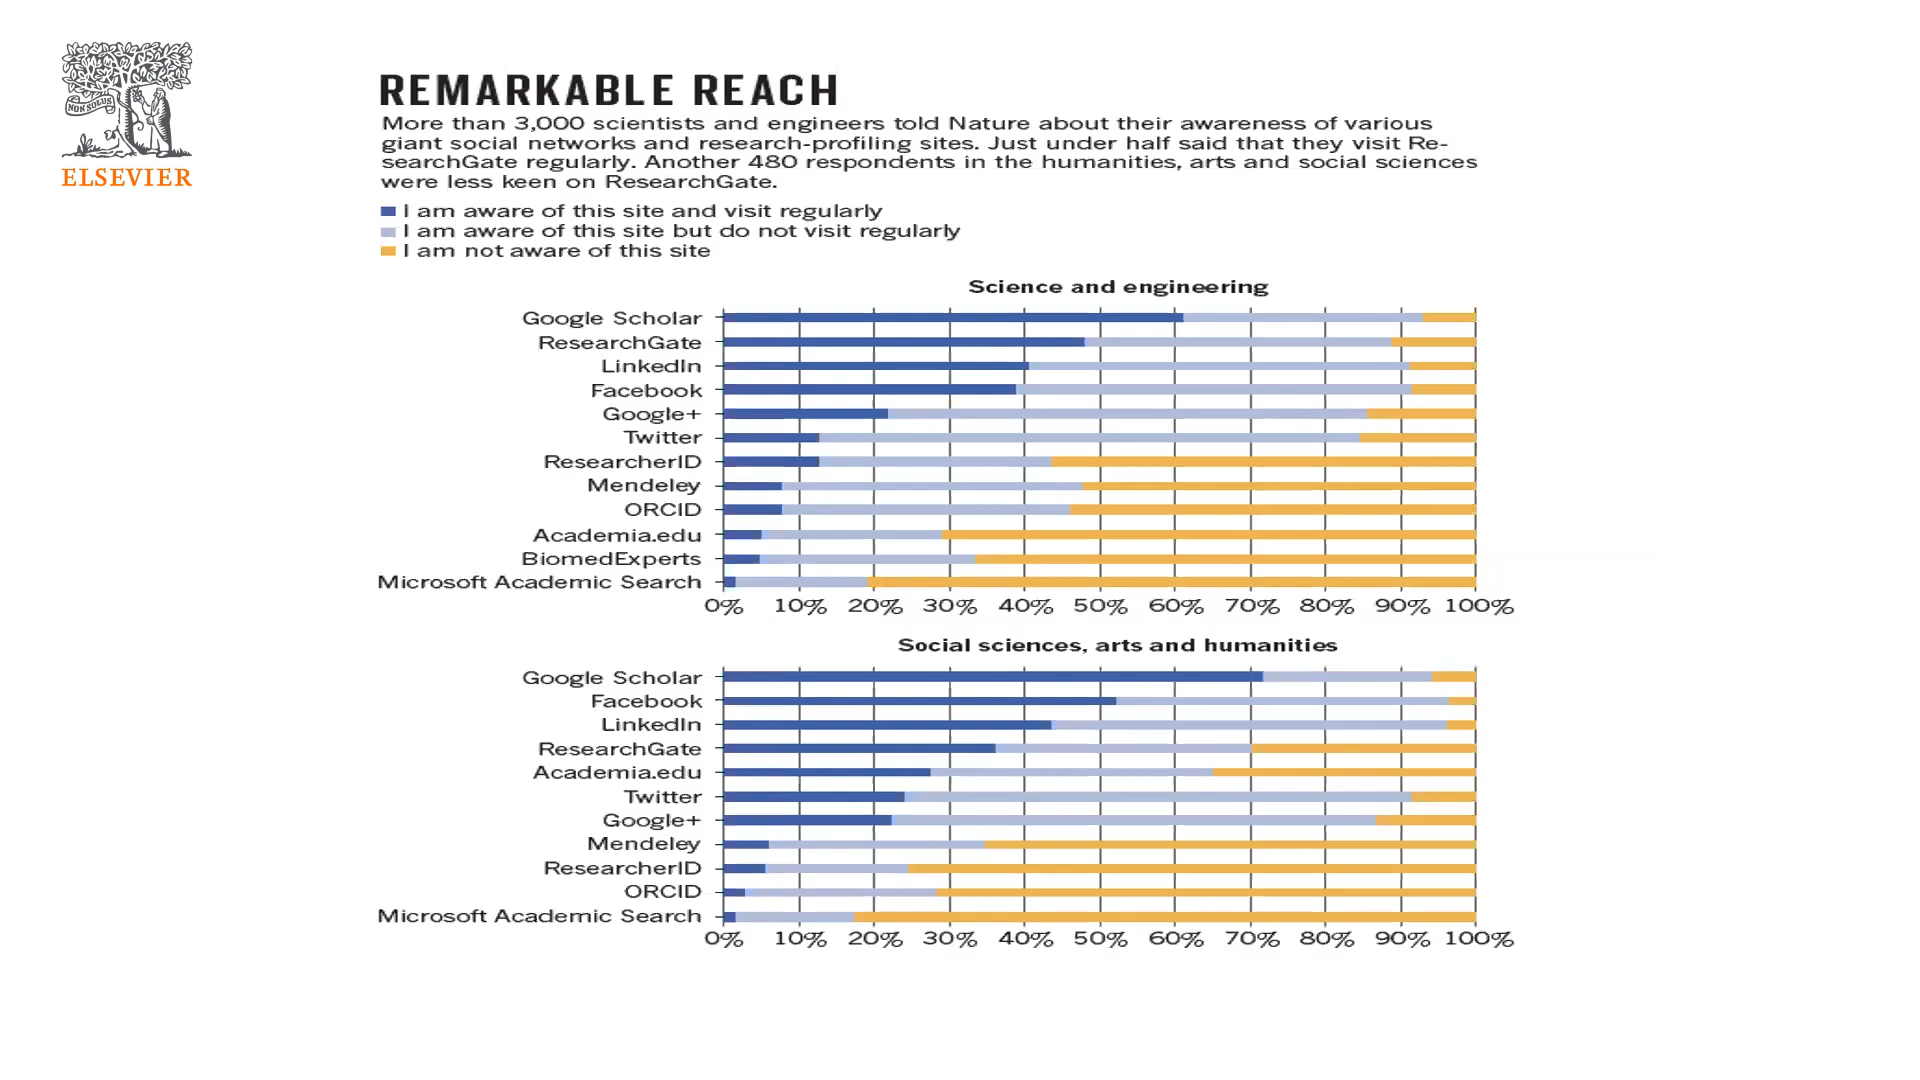 NON SOLUS
ELSEVIER
REMARKABLE REACH
More than 3,000 scientists and engineers told Nature about their awareness of various
giant social networks and research-profiling sites. Just under half said that they visit Re-
searchGate regularly. Another 480 respondents in the humanities, arts and social sciences
were less keen on ResearchGate.
I am aware of this site and visit regularly
I am aware of this site but do not visit regularly
I am not aware of this site
Science and engineering
Google Scholar
ResearchGate
LinkedIn
Facebook
Google+
Twitter
ResearcherID
Mendeley
ORCID
Academia.edu
BiomedExperts
Microsoft Academic Search
0% 10% 20% 30% 40% 50% 60% 70% 80% 90% 100%
Social sciences, arts and humanities
Google Scholar
Facebook
LinkedIn
ResearchGate
Academia.edu
Twitter
Google+
Mendeley
ResearcherID
ORCID
Microsoft Academic Search
0% 10% 20% 30% 40% 50% 60% 70% 80% 90% 100%